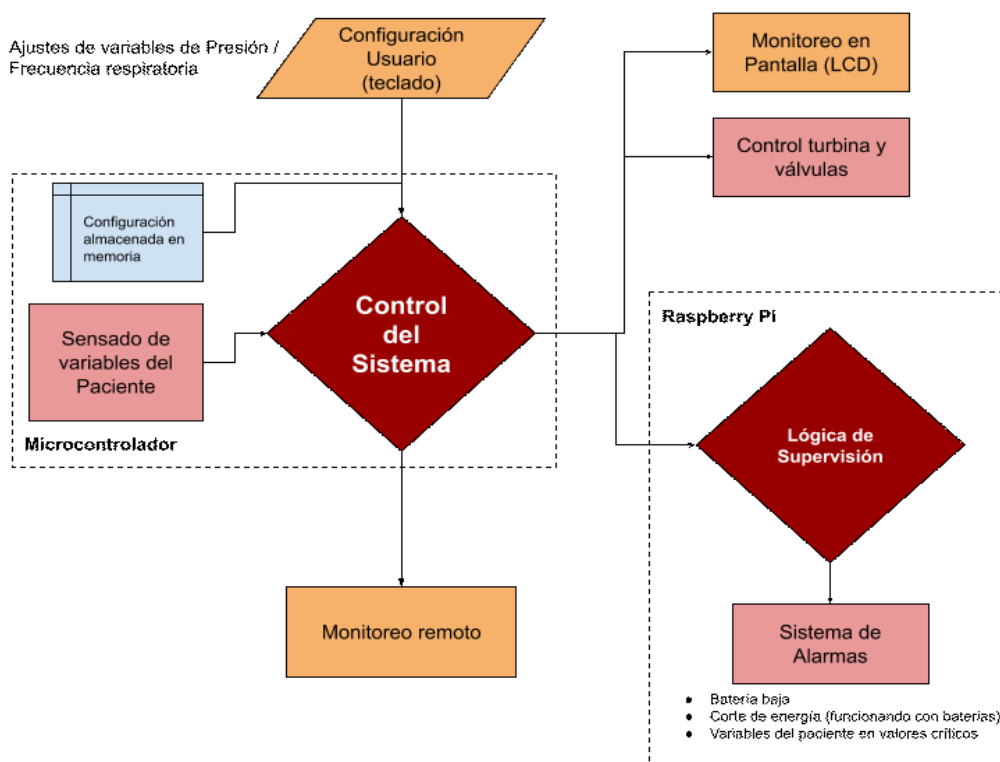 Ajustes de variables de Presión /
Frecuencia respiratoria
Configuración
Usuario
(teclado)
Monitoreo en
Pantalla (LCD)
Control turbina y
válvulas
Configuración
almacenada en
memoria
Sensado de
variables del
Paciente
Control
del
Sistema
Microcontrolador
Raspberry Pi
Lógica de
Supervisión
Monitoreo remoto
Sistema de
Alarmas
● Batería baja
● Corte de energía (funcionando con baterías)
● Variables del paciente en valores críticos